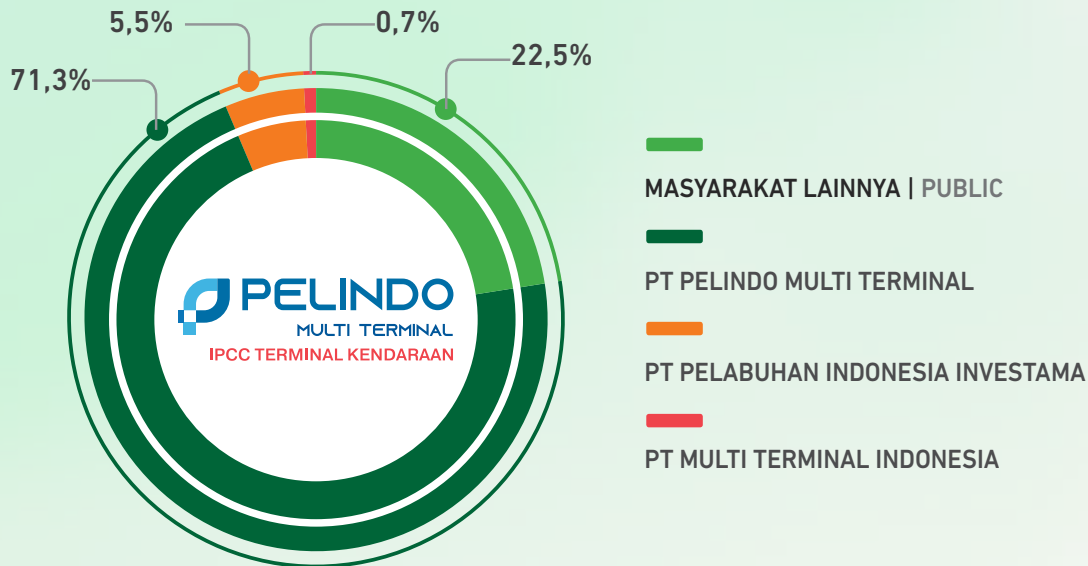 5,5%
0,7%
71,3%
22,5%
PELINDO
MULTI TERMINAL
IPCC TERMINAL KENDARAAN
MASYARAKAT LAINNYA | PUBLIC
PT PELINDO MULTI TERMINAL
PT PELABUHAN INDONESIA INVESTAMA
PT MULTI TERMINAL INDONESIA